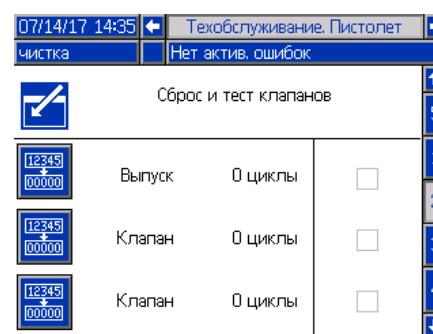 07/14/17 14:35 Техобслуживание. Пистолет
чистка Нет актив. ошибок
Сброс и тест клапанов
12345
00000
Выпуск 0 циклы
12345
00000
Клапан 0 циклы
12345
00000
Клапан 0 циклы